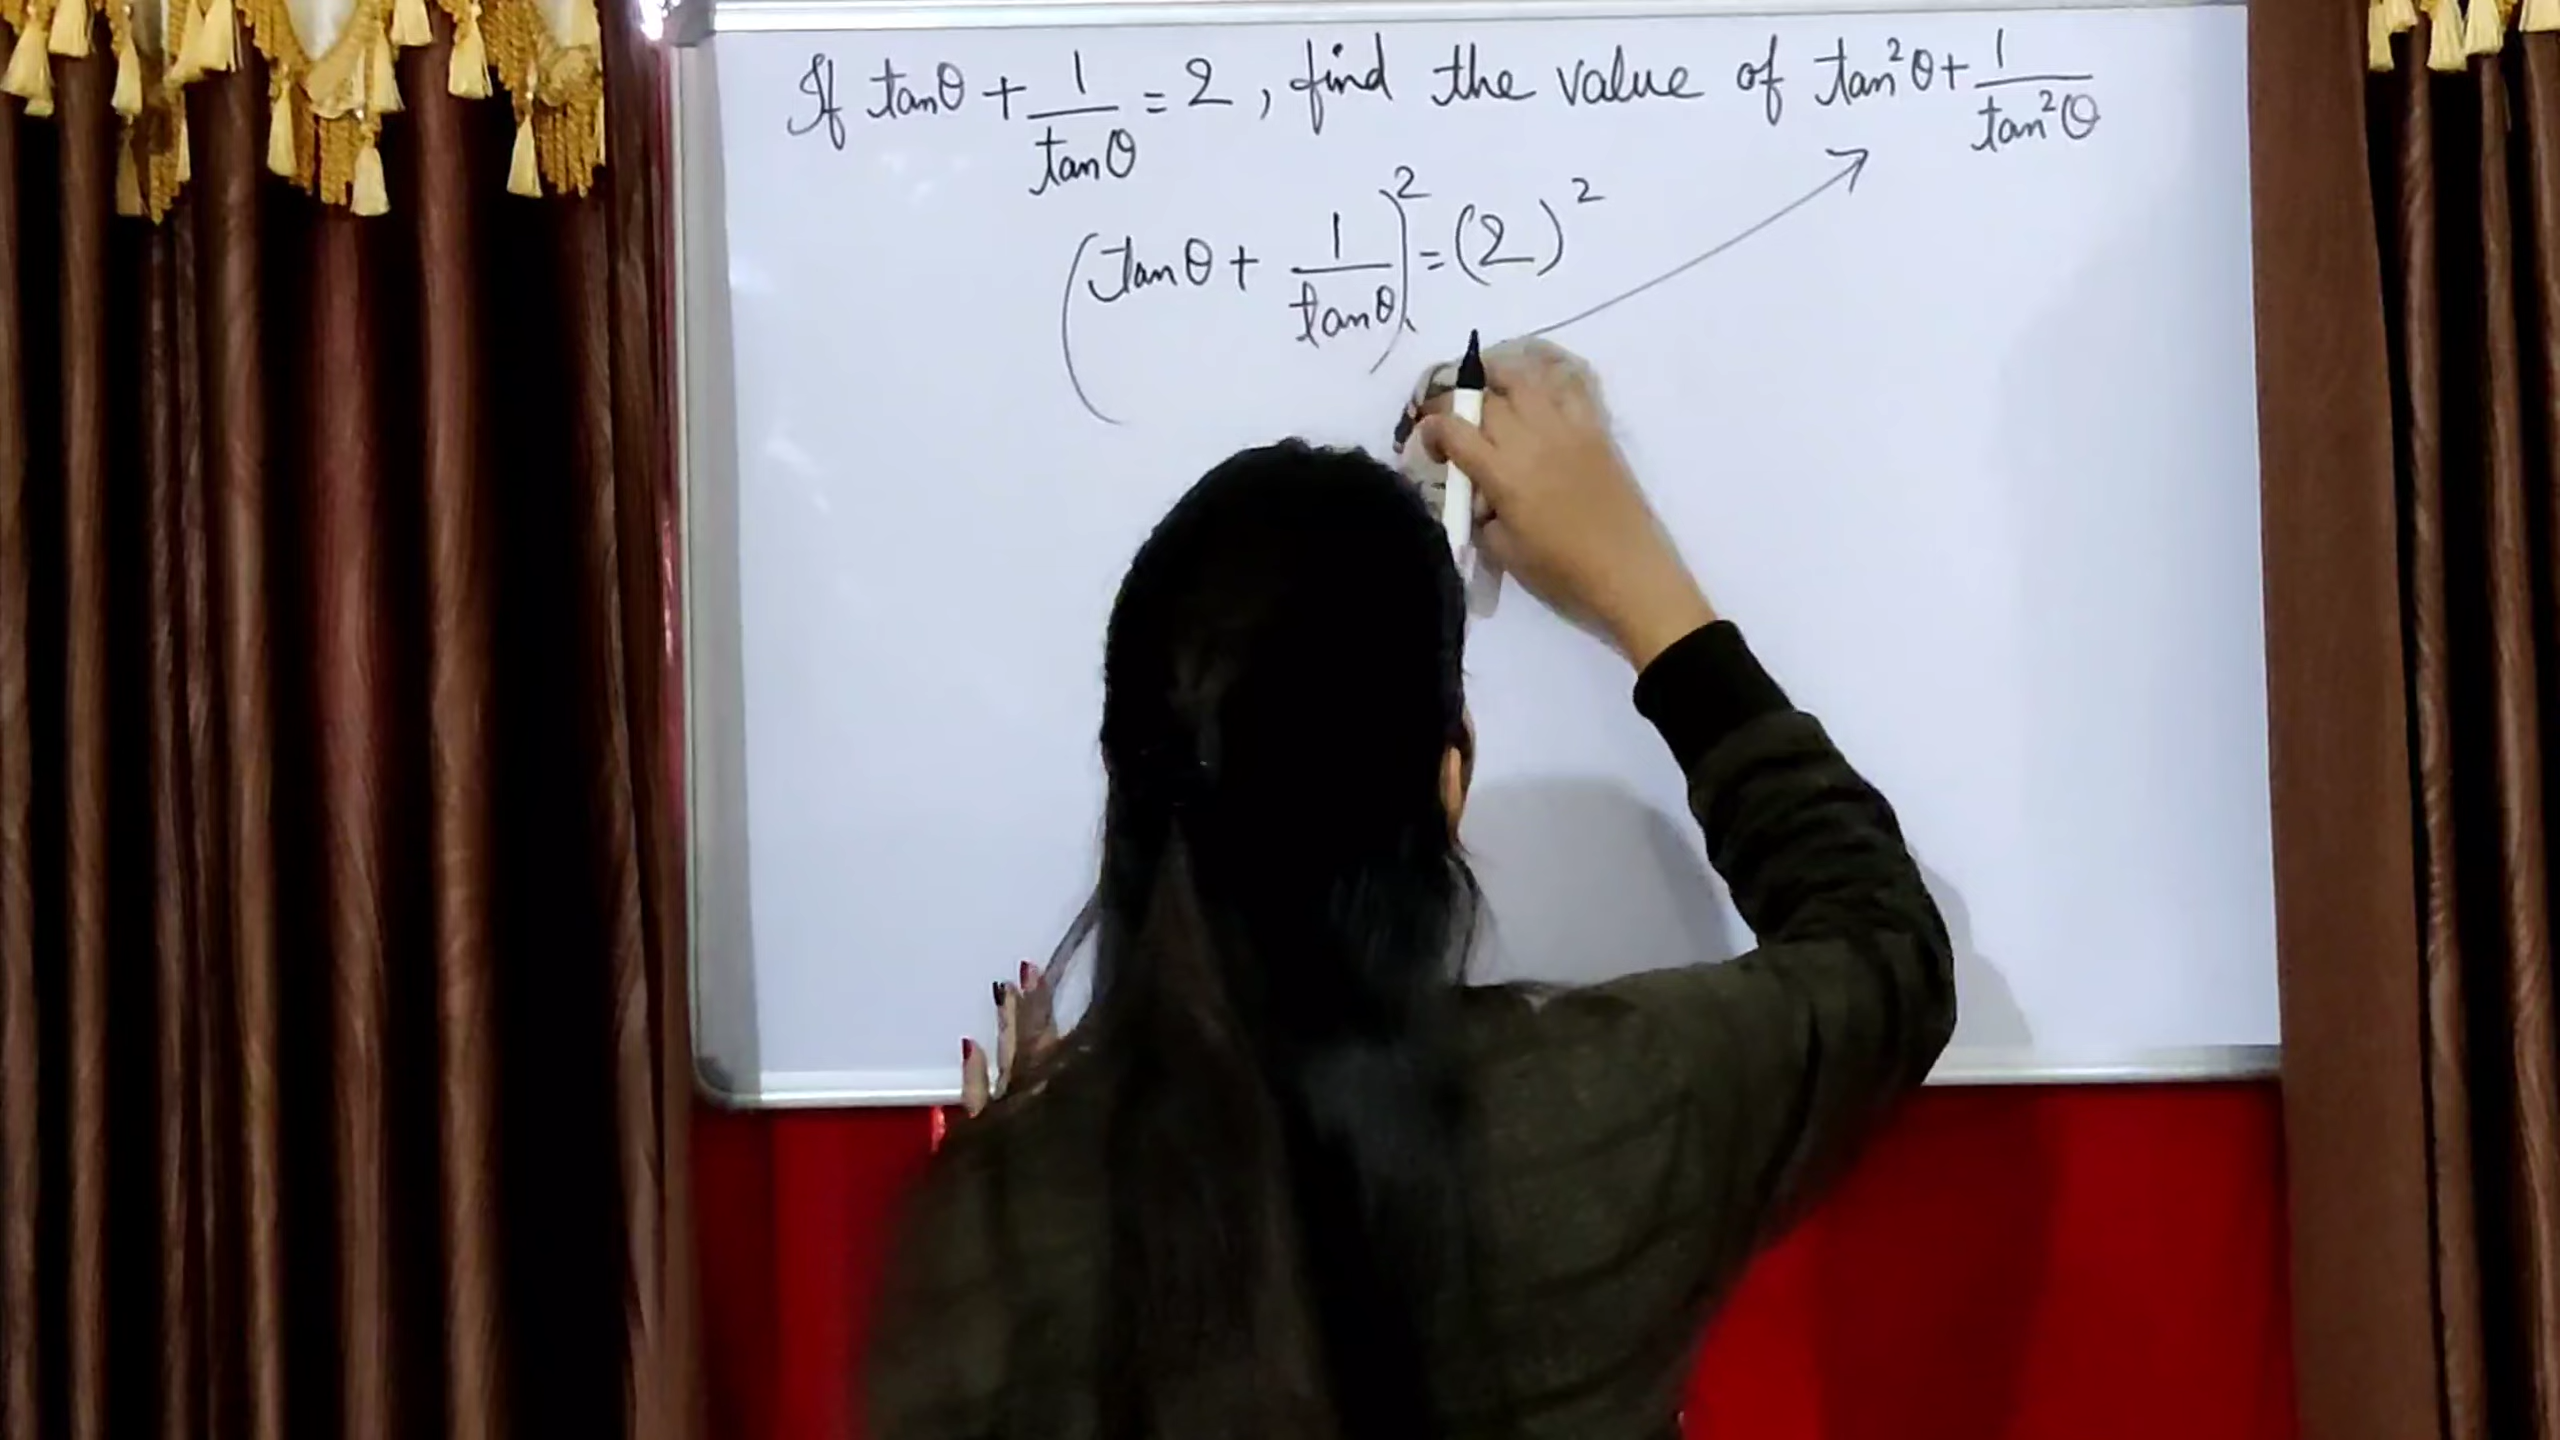 If tanθ + 1/tanθ = 2, find the value of tan²θ + 1/tan²θ
(tanθ + 1/tanθ)² = (2)²